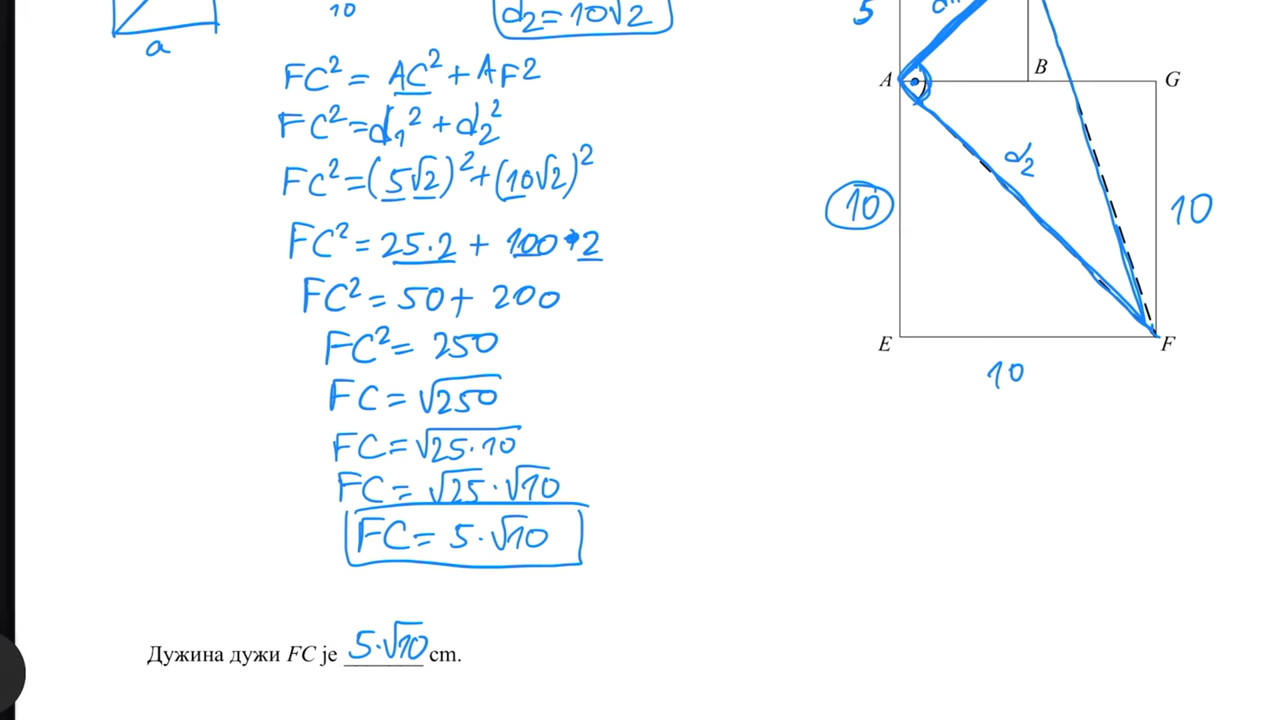 a
10
d₂=10√2
FC²= AC²+AF2
FC²=d₁²+d₂²
FC²=(5√2)²+(10√2)²
FC²=25·2+100·2
FC²=50+200
FC²=250
FC=√250
FC=√25·10
FC=√25·√10
FC=5·√10
Дужина дужи FC је 5·√10 cm.
5
A
B
G
d₂
10
10
E
F
10